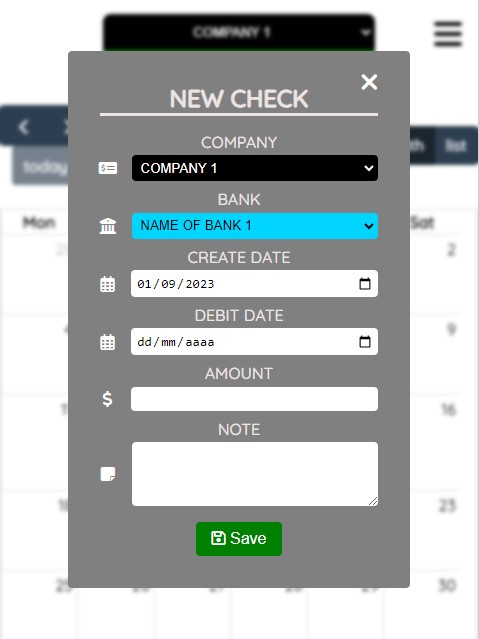 COMPANY 1
NEW CHECK
COMPANY
COMPANY 1
BANK
NAME OF BANK 1
CREATE DATE
01/09/2023
DEBIT DATE
dd/mm/aaaa
AMOUNT
$
NOTE
Save
today
list
Mon
Sat
2
9
16
23
25
30